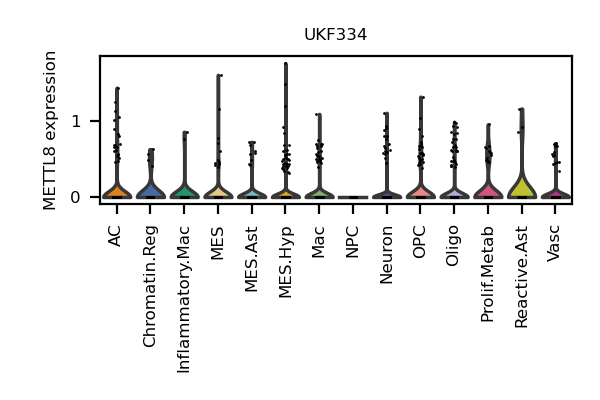 UKF334
METTL8 expression
1
0
AC
Chromatin.Reg
Inflammatory.Mac
MES
MES.Ast
MES.Hyp
Mac
NPC
Neuron
OPC
Oligo
Prolif.Metab
Reactive.Ast
Vasc